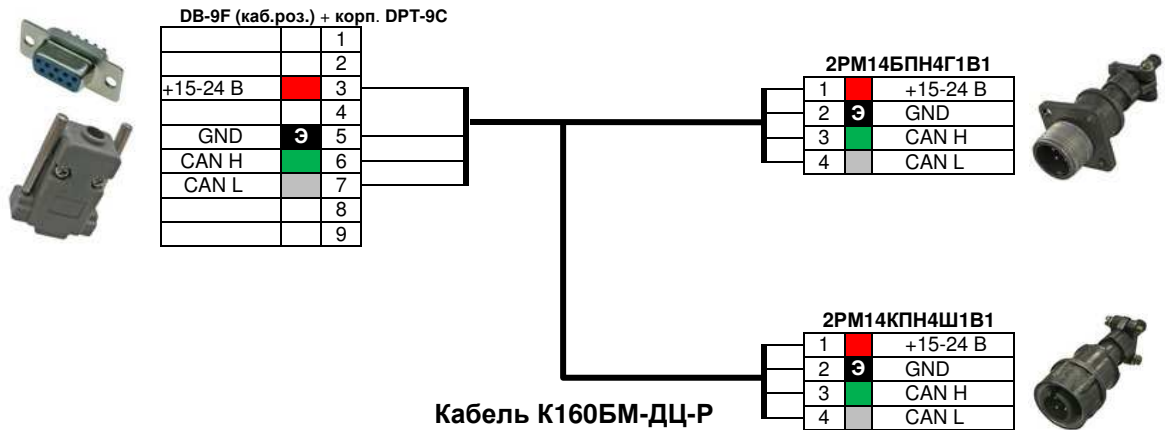 DB-9F (каб.роз.) + корп. DPT-9C
1
2
+15-24 В 3
4
GND Э 5
CAN H 6
CAN L 7
8
9
2РМ14БПН4Г1В1
1 +15-24 В
2 Э GND
3 CAN H
4 CAN L
2РМ14КПН4Ш1В1
1 +15-24 В
2 Э GND
3 CAN H
4 CAN L
Кабель К160БМ-ДЦ-Р